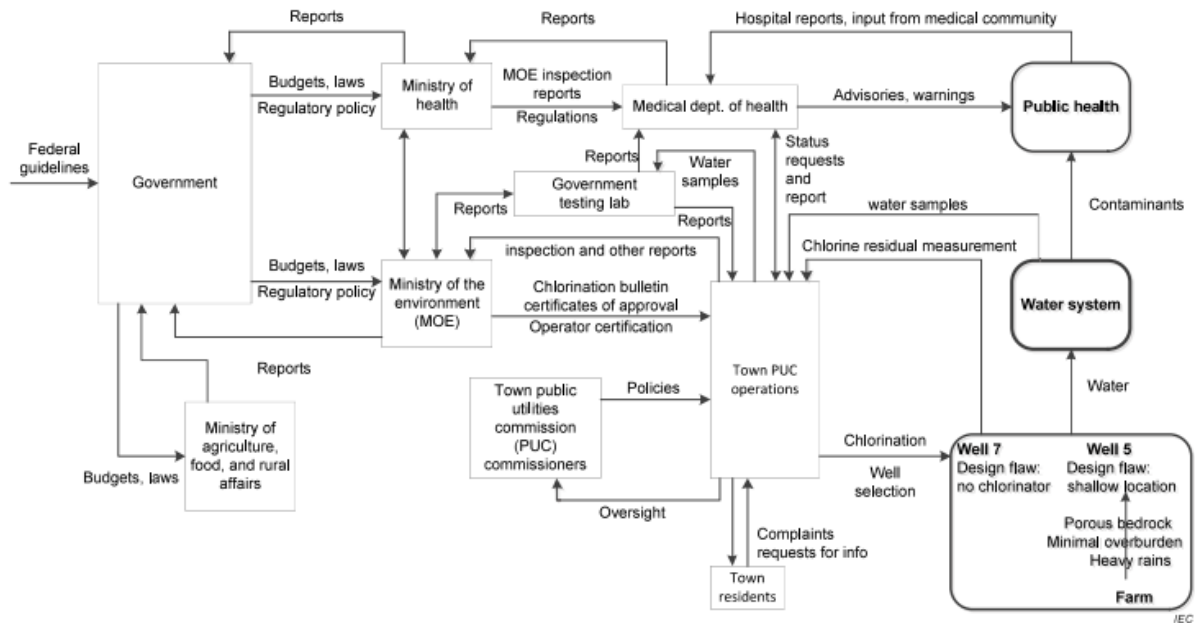 Reports
Reports
Hospital reports, input from medical community
Budgets, laws
Regulatory policy
Ministry of
health
MOE inspection
reports
Regulations
Medical dept. of health
Advisories, warnings
Public health
Federal
guidelines
Government
Reports
Water
samples
Status
requests
and
report
Government
testing lab
Reports
Reports
water samples
Contaminants
inspection and other reports
Chlorine residual measurement
Budgets, laws
Regulatory policy
Ministry of the
environment
(MOE)
Chlorination bulletin
certificates of approval
Operator certification
Water system
Reports
Town PUC
operations
Town public
utilities
commission
(PUC)
commissioners
Policies
Water
Ministry of
agriculture,
food, and rural
affairs
Budgets, laws
Chlorination
Well
selection
Well 7
Design flaw:
no chlorinator
Well 5
Design flaw:
shallow location
Oversight
Complaints
requests for info
Porous bedrock
Minimal overburden
Heavy rains
Town
residents
Farm
IEC